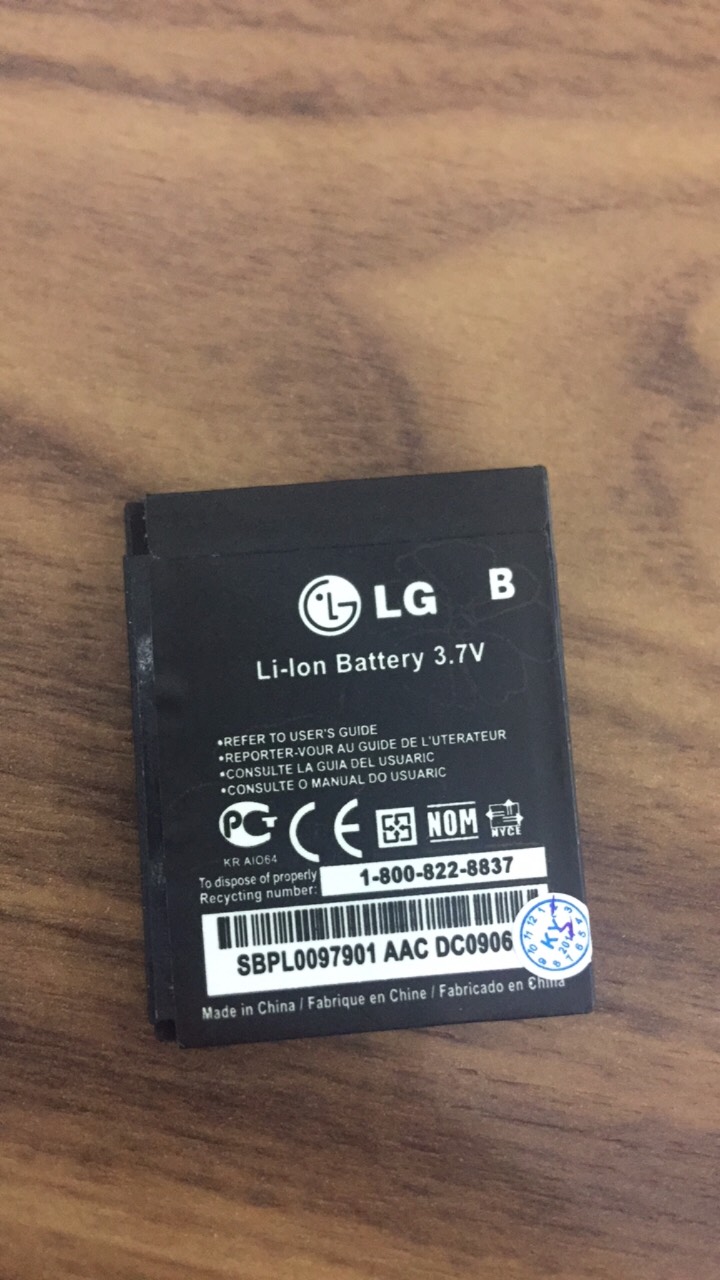 LG B
Li-Ion Battery 3.7V
•REFER TO USER'S GUIDE
•REPORTER-VOUR AU GUIDE DE L'UTERATEUR
•CONSULTE LA GUIA DEL USUARIC
•CONSULTE O MANUAL DO USUARIC
PCT CE NOM NYCE
KR AIO64
To dispose of properly
Recycling number: 1-800-822-8837
SBPL0097901 AAC DC0906
Made in China / Fabrique en Chine / Fabricado en China